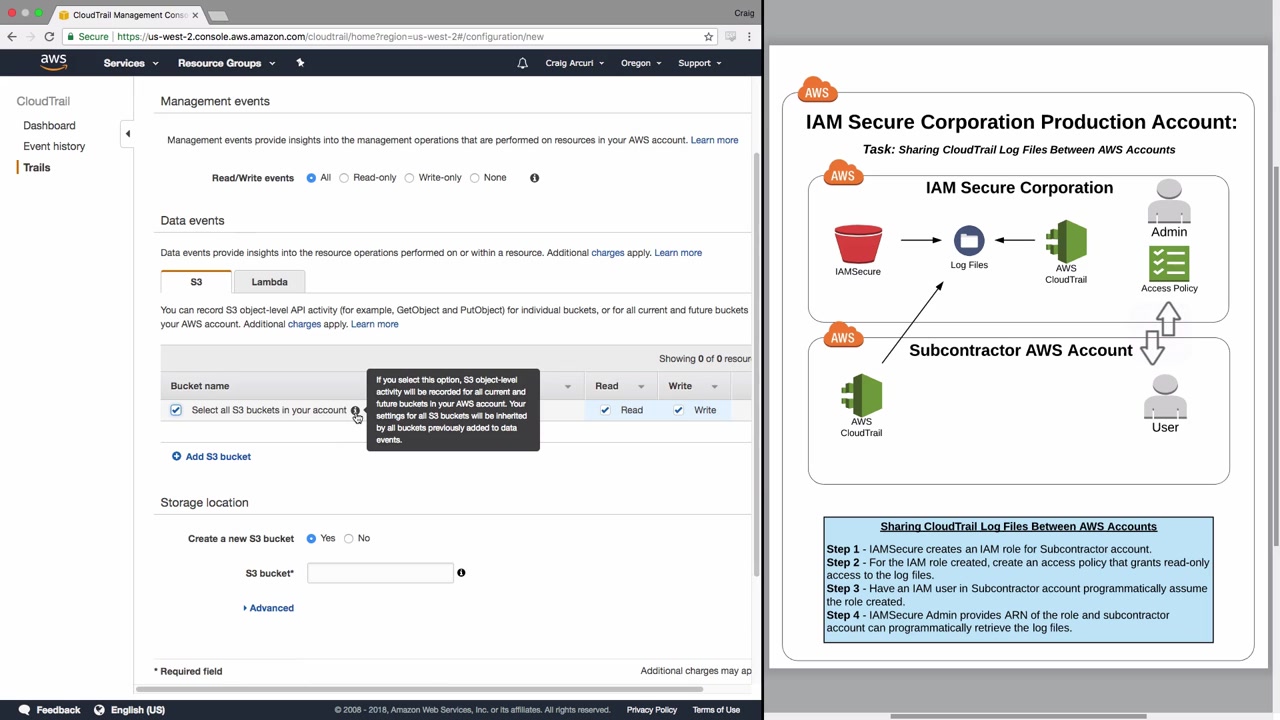 CloudTrail Management Conso
Craig
Secure
https://us-west-2.console.aws.amazon.com/cloudtrail/home?region=us-west-2#/configuration/new
aws
Services
Resource Groups
Craig Arcurl
Oregon
Support
CloudTrail
Dashboard
Event history
Trails
Management events
Management events provide insights into the management operations that are performed on resources in your AWS account. Learn more
Read/Write events
All
Read-only
Write-only
None
Data events
Data events provide insights into the resource operations performed on or within a resource. Additional charges apply. Learn more
S3
Lambda
You can record S3 object-level API activity (for example, GetObject and PutObject) for individual buckets, or for all current and future buckets
your AWS account. Additional charges apply. Learn more
Showing 0 of 0 resour
Bucket name
Read
Write
Select all S3 buckets in your account
Read
Write
If you select this option, S3 object-level
activity will be recorded for all current and
future buckets in your AWS account. Your
settings for all S3 buckets will be inherited
by all buckets previously added to data
events.
Add S3 bucket
Storage location
Create a new S3 bucket
Yes
No
S3 bucket*
Advanced
* Required field
Additional charges may ap
Feedback
English (US)
© 2008 - 2018, Amazon Web Services, Inc. or its affiliates. All rights reserved.
Privacy Policy
Terms of Use
AWS
IAM Secure Corporation Production Account:
Task: Sharing CloudTrail Log Files Between AWS Accounts
AWS
IAM Secure Corporation
IAMSecure
Log Files
AWS
CloudTrail
Admin
Access Policy
AWS
Subcontractor AWS Account
AWS
CloudTrail
User
Sharing CloudTrail Log Files Between AWS Accounts
Step 1 - IAMSecure creates an IAM role for Subcontractor account.
Step 2 - For the IAM role created, create an access policy that grants read-only
access to the log files.
Step 3 - Have an IAM user in Subcontractor account programmatically assume
the role created.
Step 4 - IAMSecure Admin provides ARN of the role and subcontractor
account can programmatically retrieve the log files.